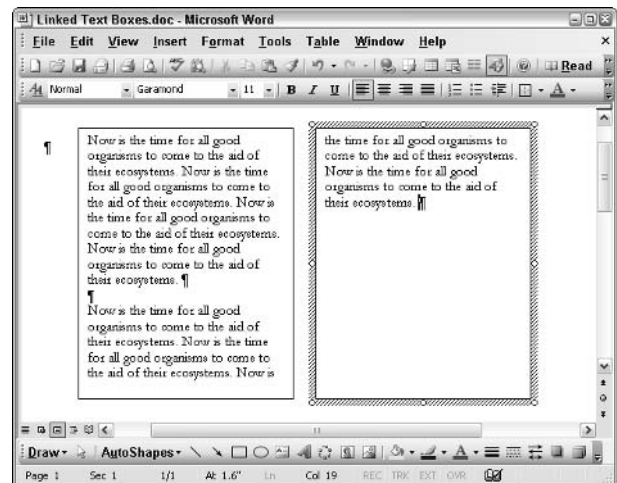 Linked Text Boxes.doc - Microsoft Word
File Edit View Insert Format Tools Table Window Help
Normal Garamond 11 B I U Read
¶
Now is the time for all good
organisms to come to the aid of
their ecosystems. Now is the time
for all good organisms to come to
the aid of their ecosystems. Now is
the time for all good organisms to
come to the aid of their ecosystems.
Now is the time for all good
organisms to come to the aid of
their ecosystems. ¶
¶
Now is the time for all good
organisms to come to the aid of
their ecosystems. Now is the time
for all good organisms to come to
the aid of their ecosystems. Now is
the time for all good organisms to
come to the aid of their ecosystems.
Now is the time for all good
organisms to come to the aid of
their ecosystems. ¶
Draw AutoShapes
Page 1 Sec 1 1/1 At 1.6" Ln Col 19 REC TRK EXT OVR